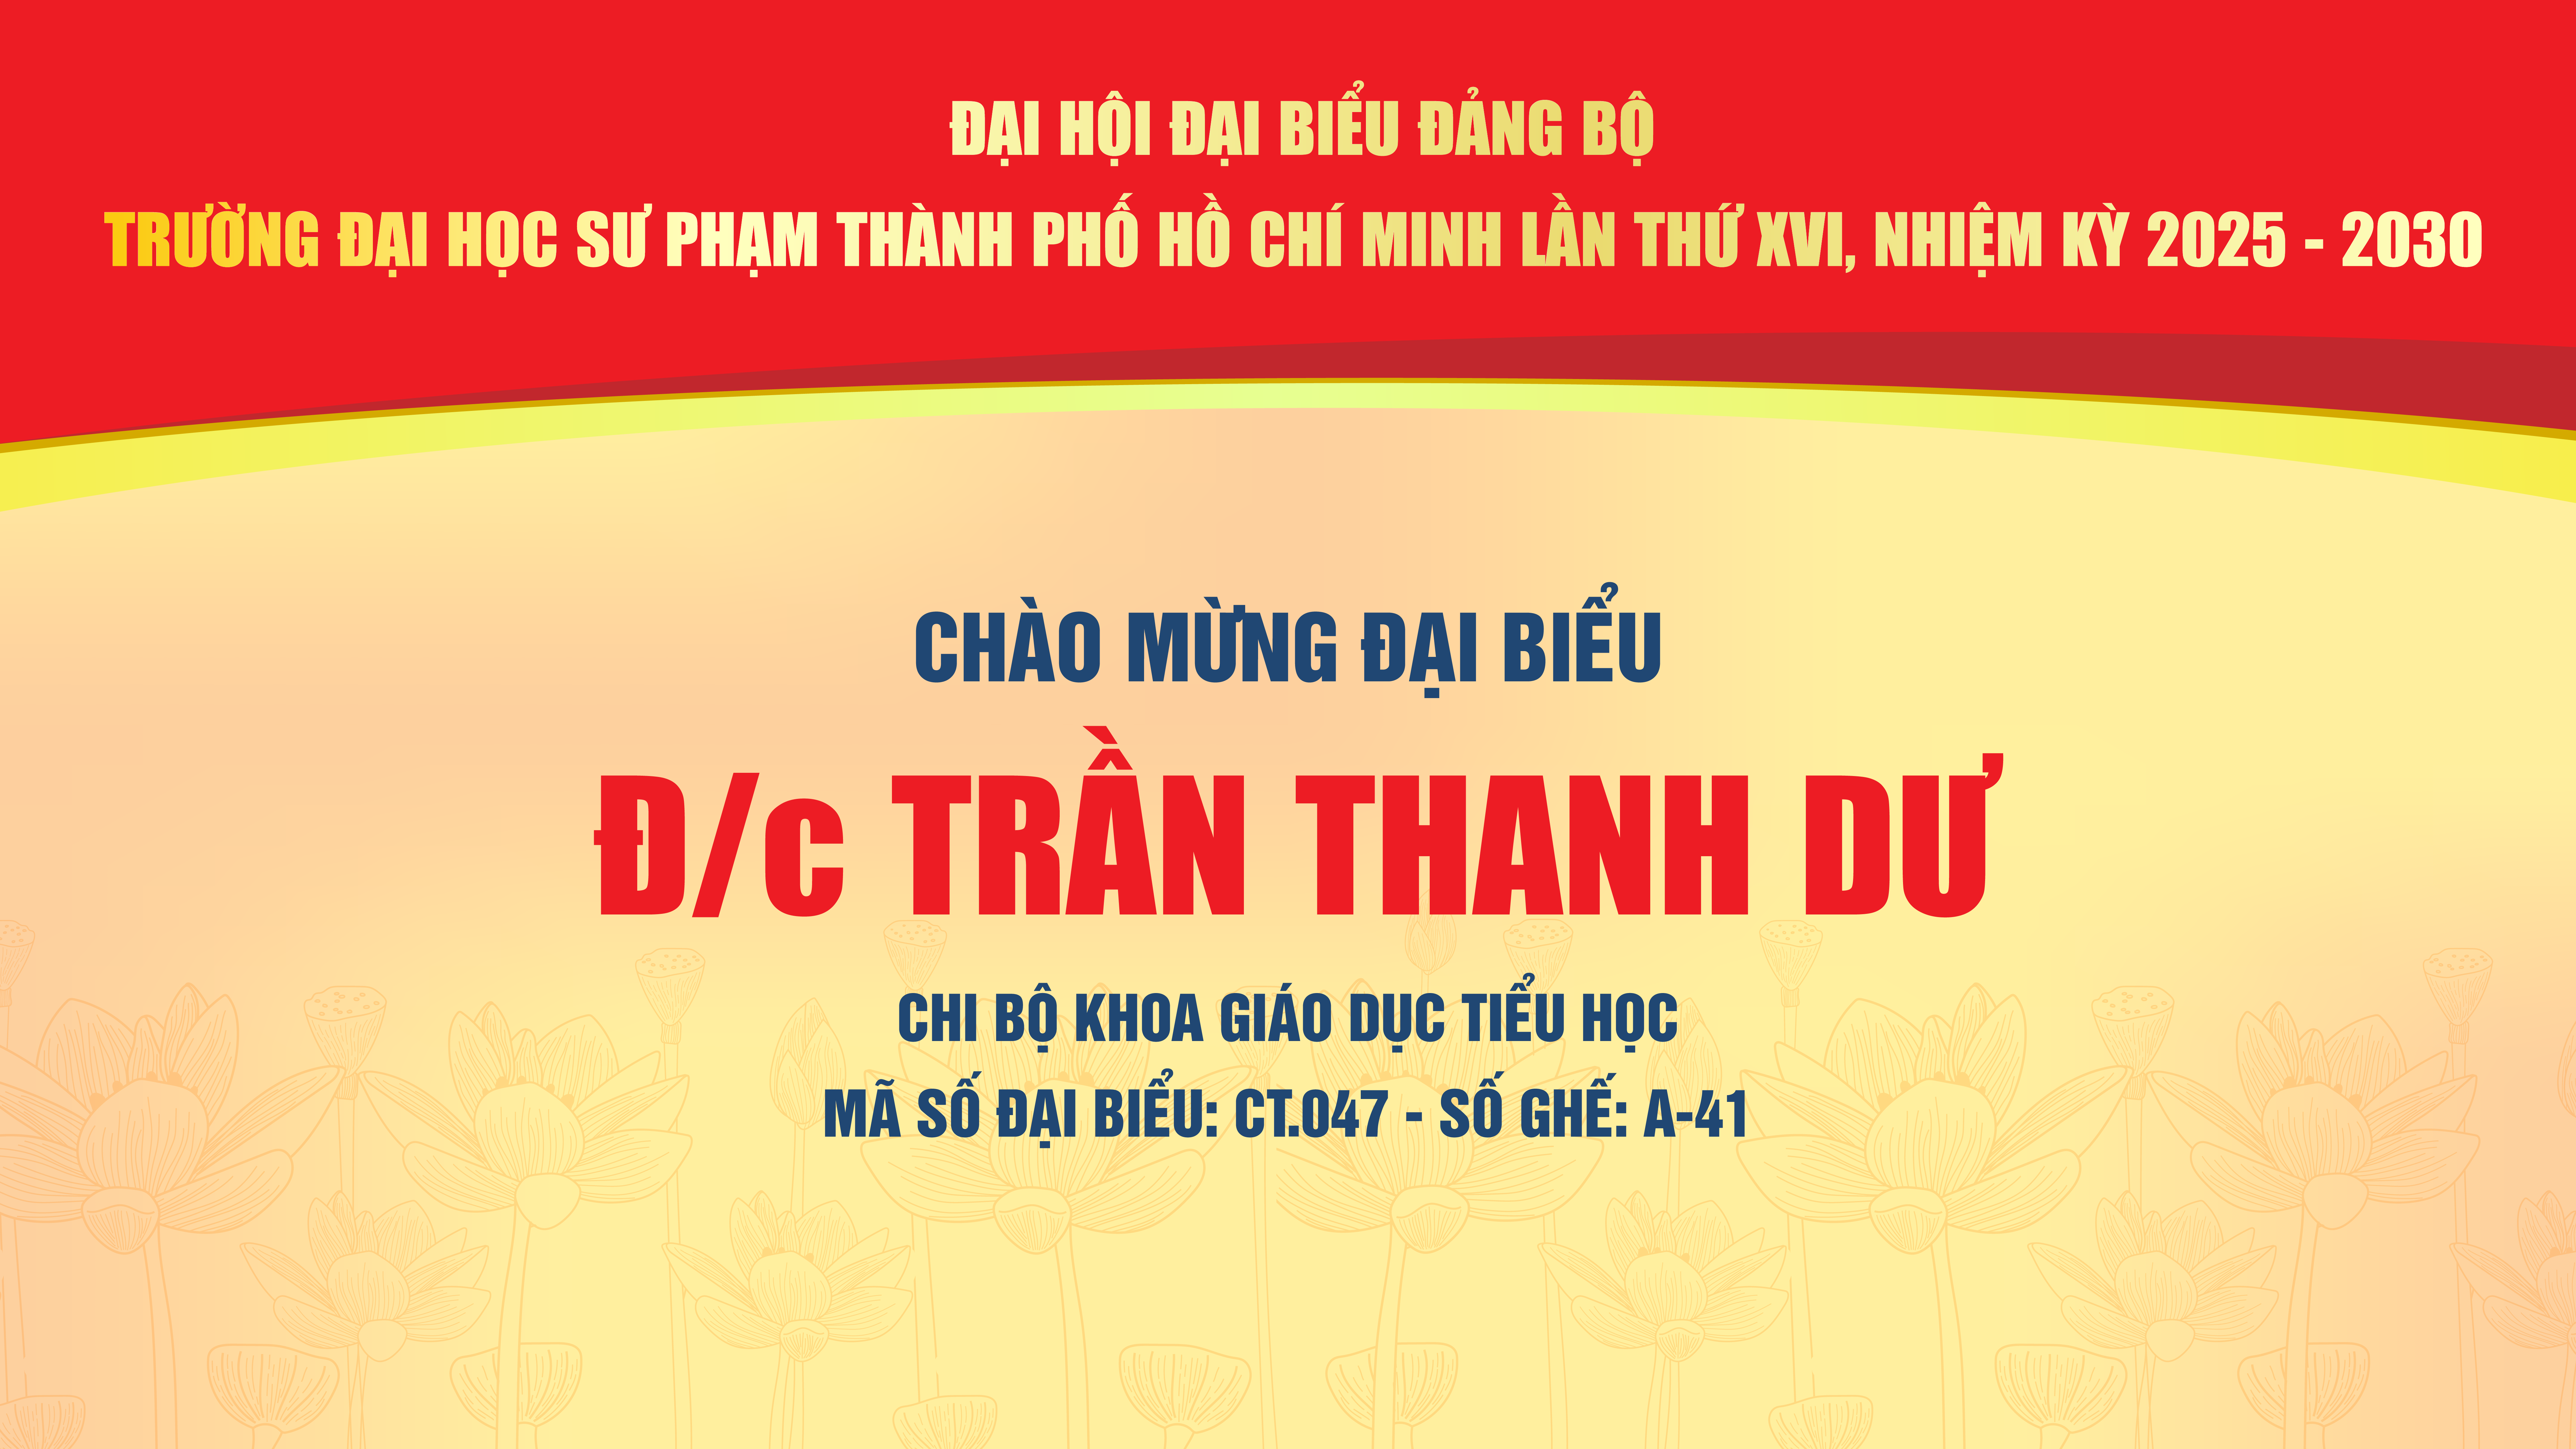 ĐẠI HỘI ĐẠI BIỂU ĐẢNG BỘ
TRƯỜNG ĐẠI HỌC SƯ PHẠM THÀNH PHỐ HỒ CHÍ MINH LẦN THỨ XVI, NHIỆM KỲ 2025 - 2030
CHÀO MỪNG ĐẠI BIỂU
Đ/c TRẦN THANH DƯ
CHI BỘ KHOA GIÁO DỤC TIỂU HỌC
MÃ SỐ ĐẠI BIỂU: CT.047 - SỐ GHẾ: A-41